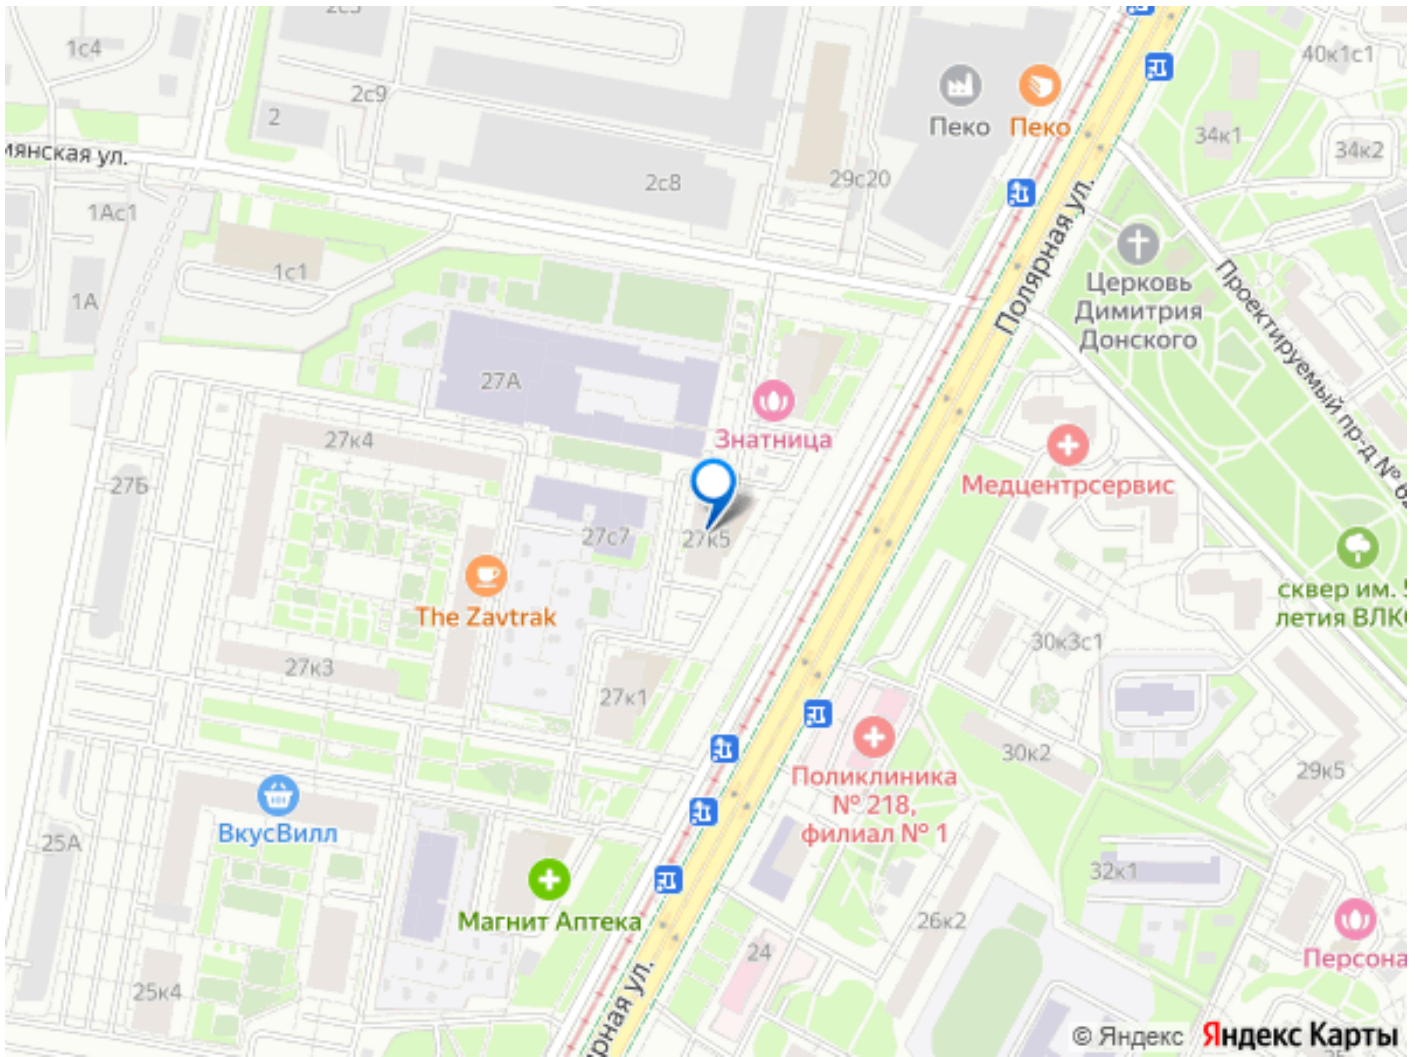 1с4
2с9
2
40к1с1
Пеко
Пеко
34к1
34к2
мянская ул.
2с8
29с20
1Ас1
Полярная ул.
1с1
1А
Церковь
Димитрия
Донского
Проектируемый пр-д №
27А
27к4
Знатница
Медцентрсервис
27Б
27с7
27к5
The Zavtrak
сквер им. 5
летия ВЛК
30к3с1
27к3
27к1
30к2
29к5
Поликлиника
№ 218,
филиал № 1
ВкусВилл
25А
32к1
Магнит Аптека
26к2
24
Персона
25к4
рная ул.
© Яндекс Яндекс Карты